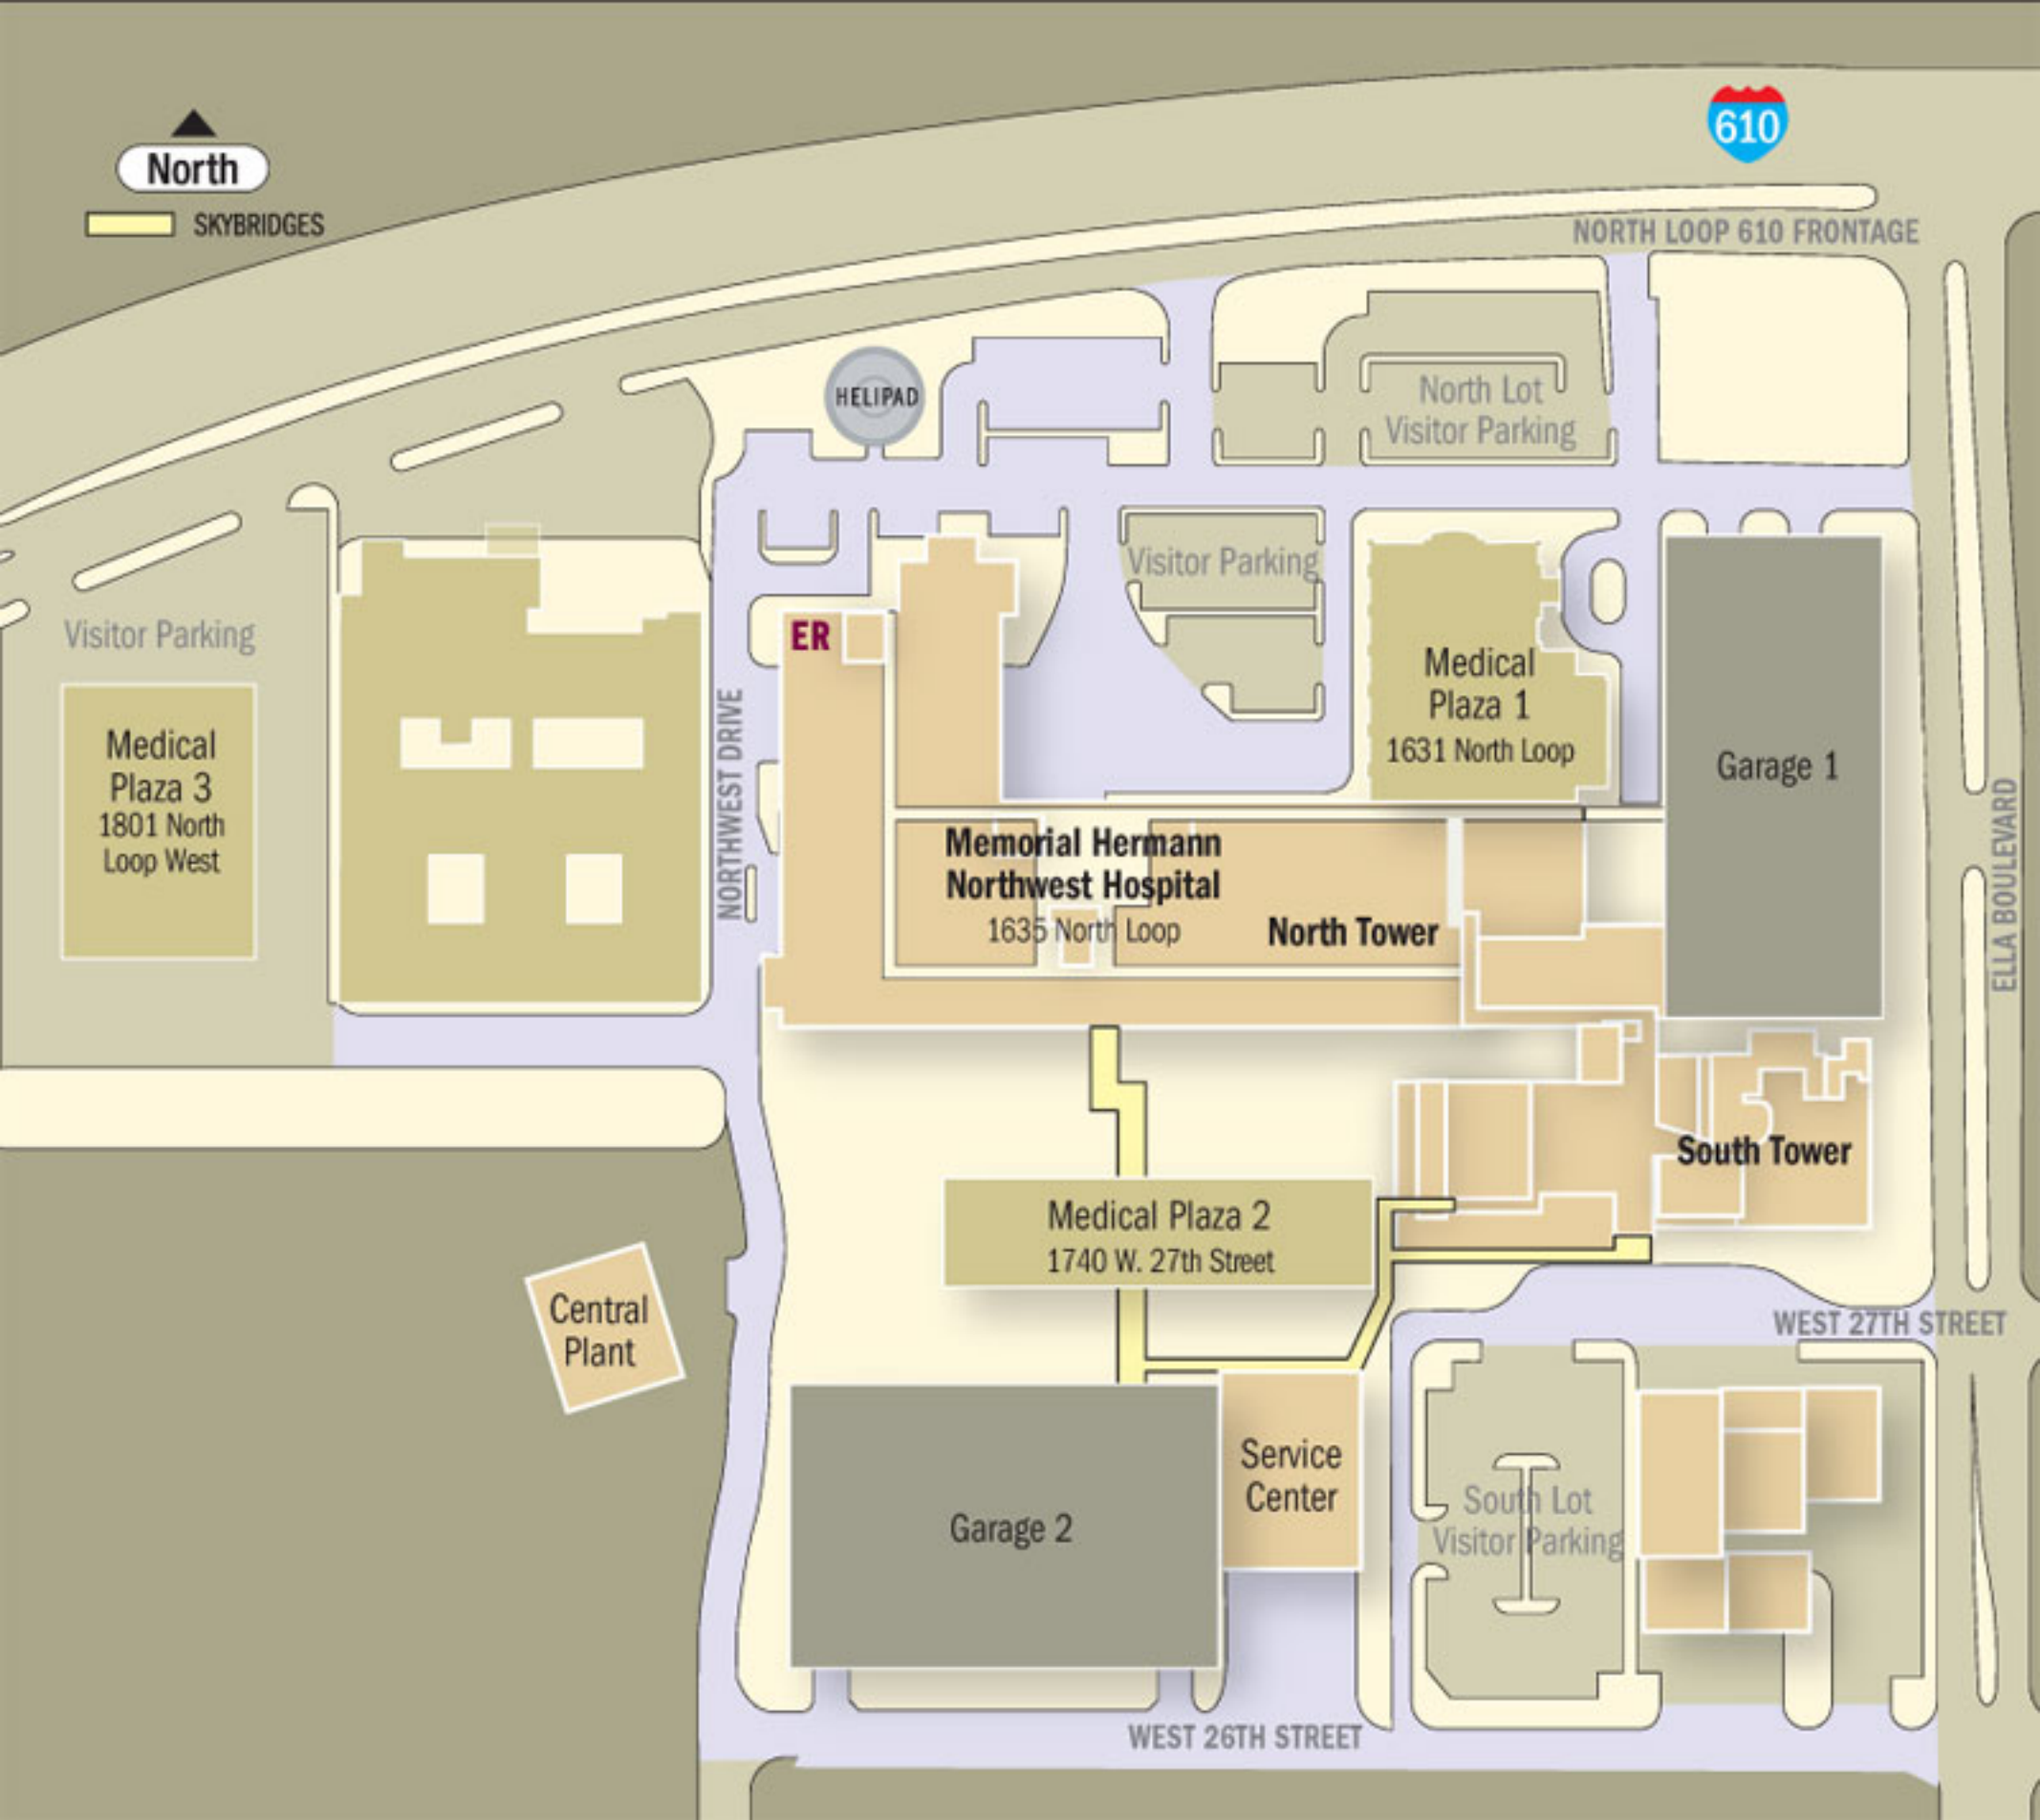 610
North
SKYBRIDGES
NORTH LOOP 610 FRONTAGE
HELIPAD
North Lot
Visitor Parking
Visitor Parking
Visitor Parking
ER
Medical
Plaza 1
1631 North Loop
Medical
Plaza 3
1801 North
Loop West
NORTHWEST DRIVE
Garage 1
ELLA BOULEVARD
Memorial Hermann
Northwest Hospital
1635 North Loop
North Tower
South Tower
Medical Plaza 2
1740 W. 27th Street
Central
Plant
WEST 27TH STREET
Service
Center
Garage 2
South Lot
Visitor Parking
WEST 26TH STREET